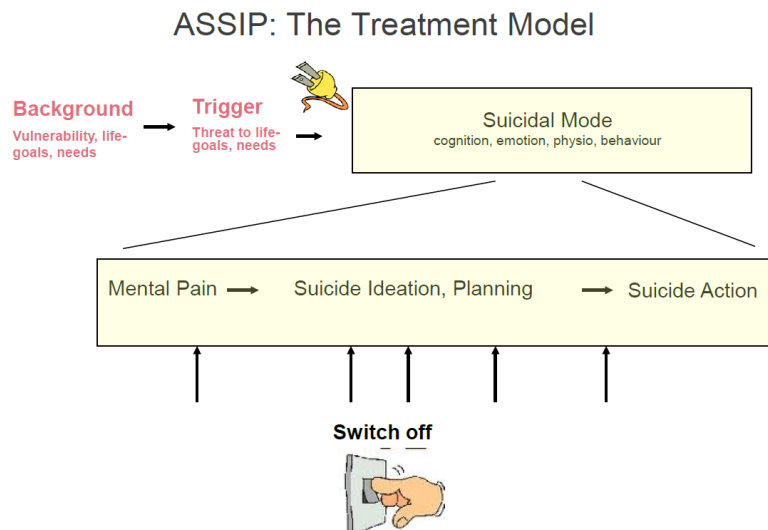 ASSIP: The Treatment Model
Background
Vulnerability, life-
goals, needs
Trigger
Threat to life-
goals, needs
Suicidal Mode
cognition, emotion, physio, behaviour
Mental Pain
Suicide Ideation, Planning
Suicide Action
Switch off